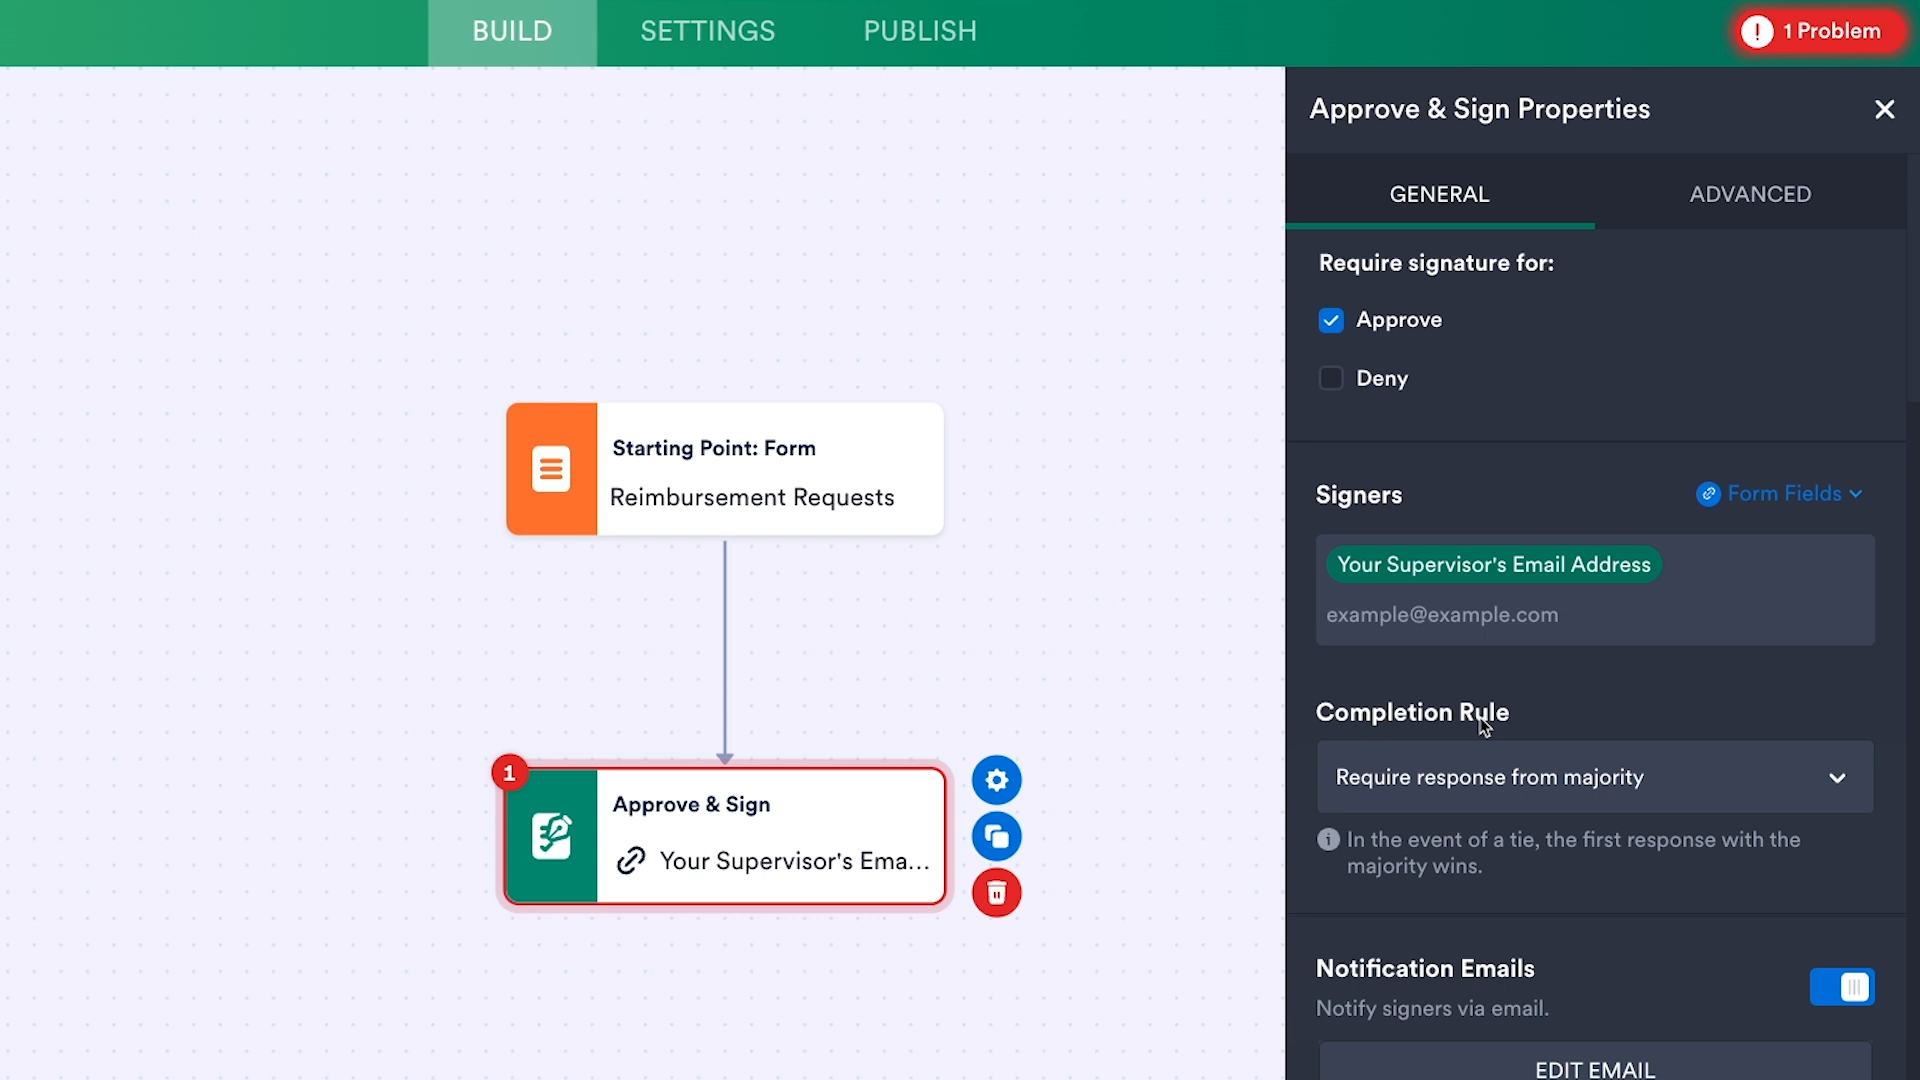 BUILD
SETTINGS
PUBLISH
! 1 Problem
Approve & Sign Properties
GENERAL
ADVANCED
Require signature for:
Approve
Deny
Signers
Form Fields
Your Supervisor's Email Address
example@example.com
Completion Rule
Require response from majority
In the event of a tie, the first response with the
majority wins.
Notification Emails
Notify signers via email.
EDIT EMAIL
Starting Point: Form
Reimbursement Requests
1
Approve & Sign
Your Supervisor's Ema...